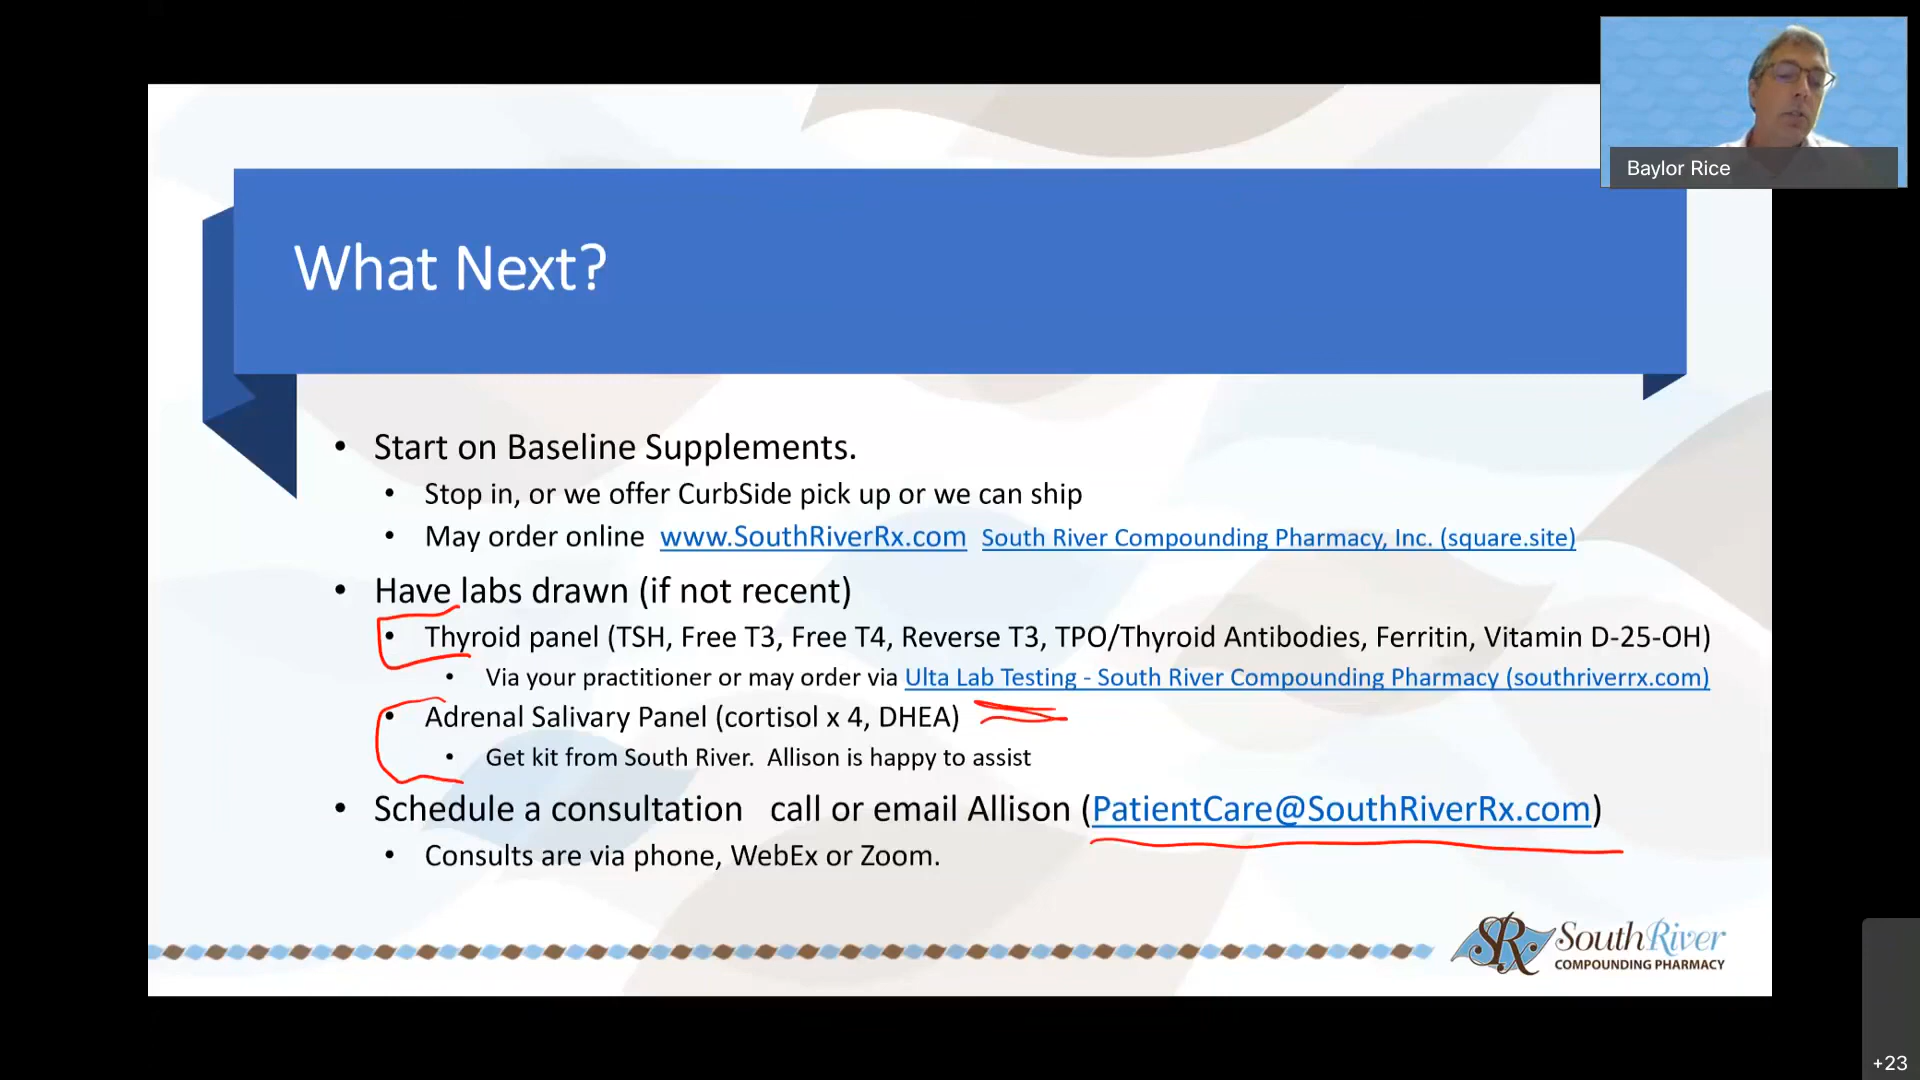 Baylor Rice
What Next?
• Start on Baseline Supplements.
• Stop in, or we offer CurbSide pick up or we can ship
• May order online www.SouthRiverRx.com South River Compounding Pharmacy, Inc. (square.site)
• Have labs drawn (if not recent)
• Thyroid panel (TSH, Free T3, Free T4, Reverse T3, TPO/Thyroid Antibodies, Ferritin, Vitamin D-25-OH)
• Via your practitioner or may order via Ulta Lab Testing - South River Compounding Pharmacy (southriverrx.com)
• Adrenal Salivary Panel (cortisol x 4, DHEA)
• Get kit from South River. Allison is happy to assist
• Schedule a consultation call or email Allison (PatientCare@SouthRiverRx.com)
• Consults are via phone, WebEx or Zoom.
SR SouthRiver
COMPOUNDING PHARMACY
+23